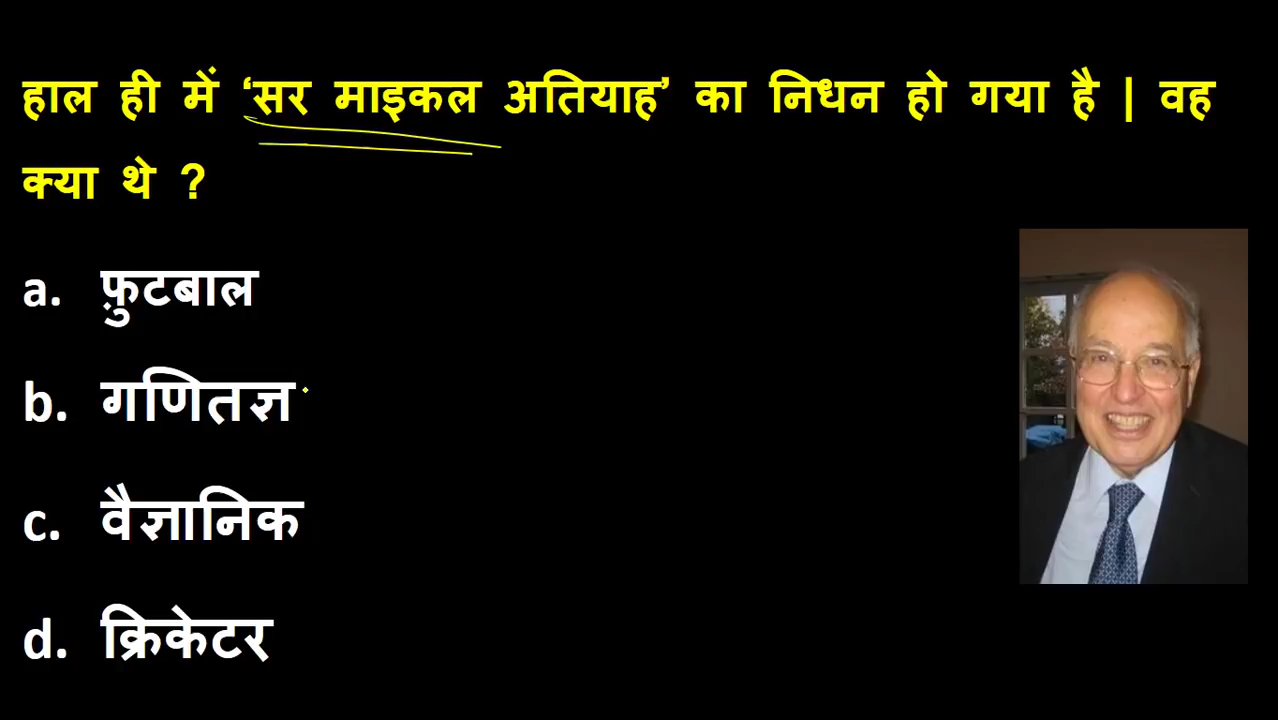 हाल ही में ‘सर माइकल अतियाह’ का निधन हो गया है | वह
क्या थे ?
a. फ़ुटबाल
b. गणितज्ञ
c. वैज्ञानिक
d. क्रिकेटर